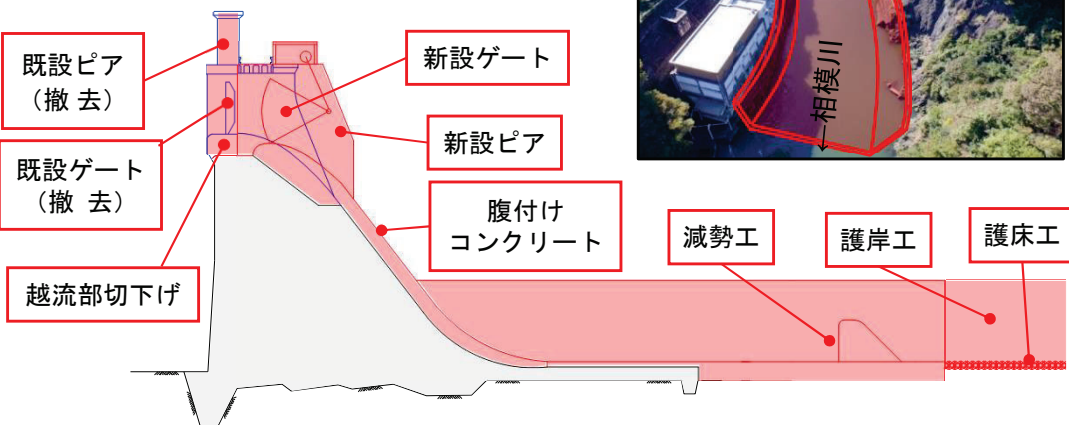 既設ピア
（撤 去）
既設ゲート
（撤 去）
越流部切下げ
新設ゲート
新設ピア
腹付け
コンクリート
減勢工
護岸工
護床工
←相模川